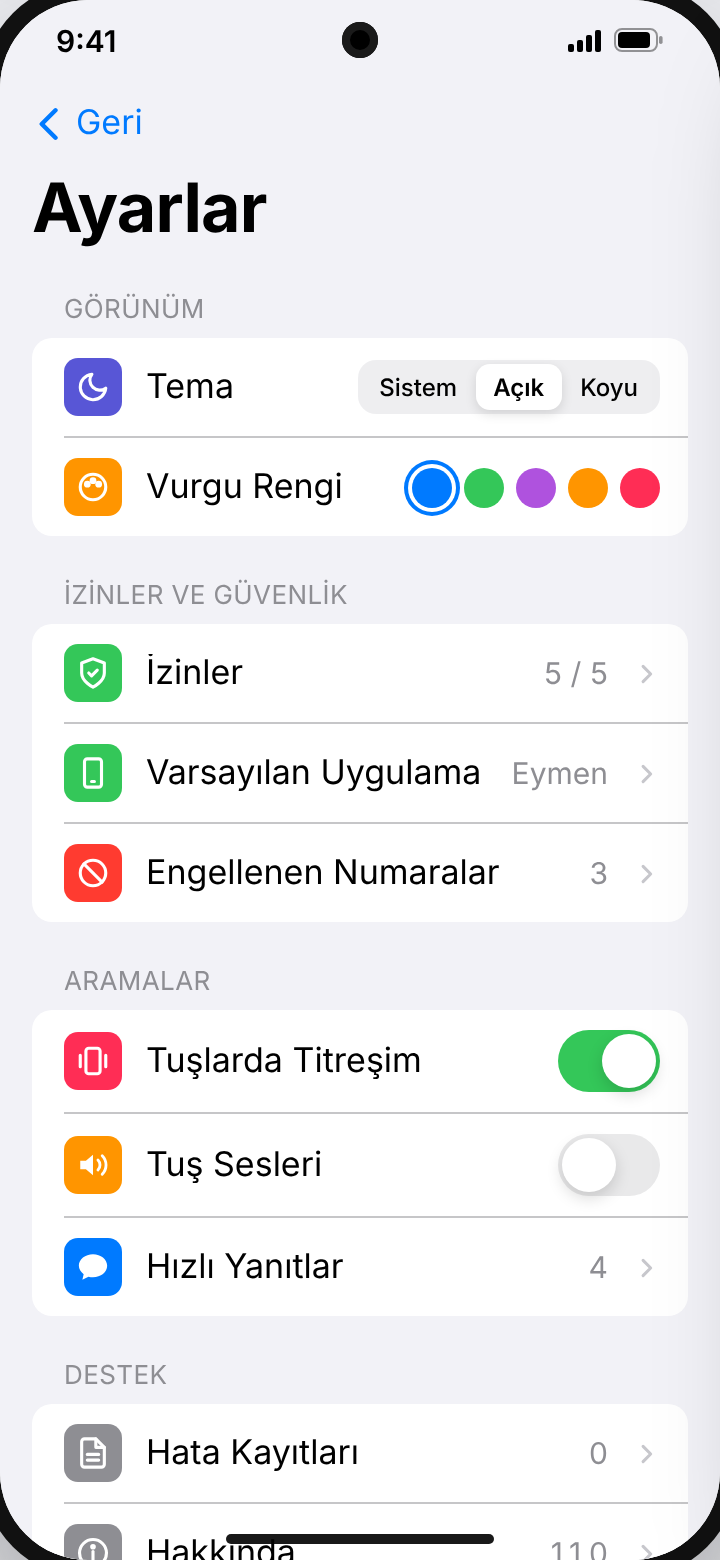 9:41
Geri
Ayarlar
GÖRÜNÜM
Tema Sistem Açık Koyu
Vurgu Rengi
İZİNLER VE GÜVENLİK
İzinler 5 / 5
Varsayılan Uygulama Eymen
Engellenen Numaralar 3
ARAMALAR
Tuşlarda Titreşim
Tuş Sesleri
Hızlı Yanıtlar 4
DESTEK
Hata Kayıtları 0
Hakkında